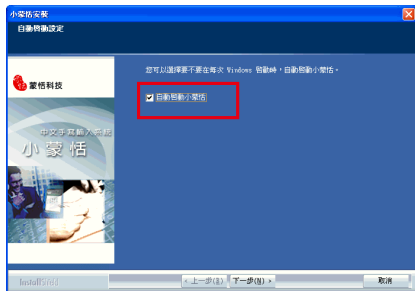 小蒙恬安裝
自動啟動設定
您可以選擇要不要在每次 Windows 啟動時，自動啟動小蒙恬。
自動啟動小蒙恬
蒙恬科技
中文手寫輸入系統
小蒙恬
InstallShield
< 上一步(B)
下一步(N) >
取消